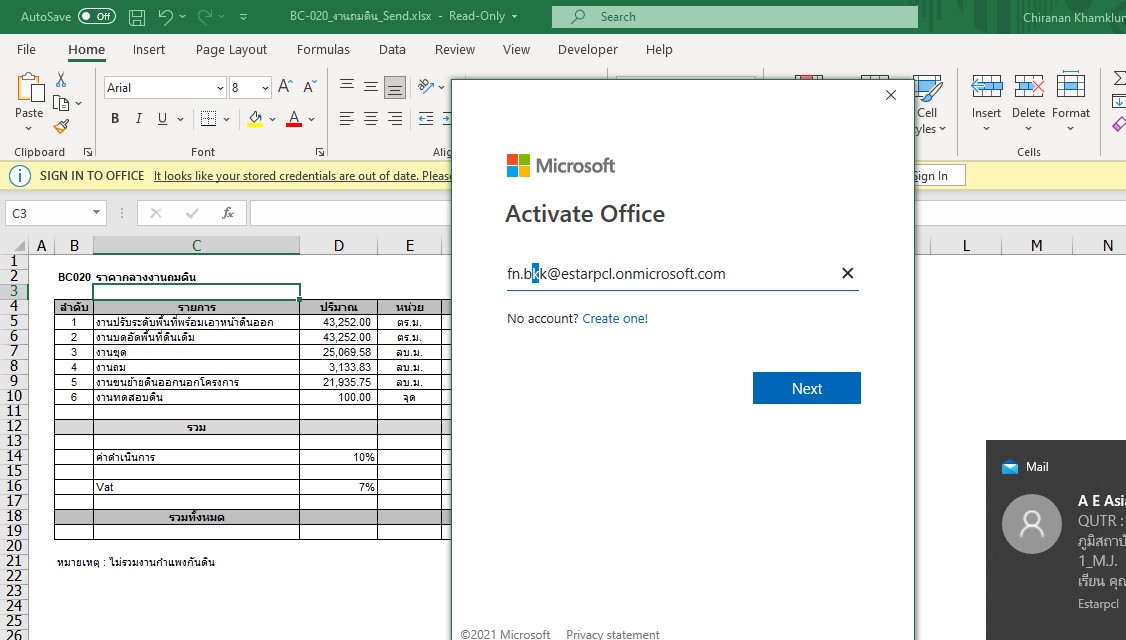 AutoSave Off BC-020_งานถมดิน_Send.xlsx - Read-Only Search Chiranan Khamklun
File Home Insert Page Layout Formulas Data Review View Developer Help
Paste Arial 8 Insert Delete Format
B I U A Cell
Clipboard Font Cells
SIGN IN TO OFFICE It looks like your stored credentials are out of date. Please Sign In
C3 fx
A B C D E L M N
1
2 BC020 ราคากลางงานถมดิน
3
4 ลำดับ รายการ ปริมาณ หน่วย
5 1 งานปรับระดับพื้นที่พร้อมเอาหน้าดินออก 43,252.00 ตร.ม.
6 2 งานบดอัดพื้นที่ดินเดิม 43,252.00 ตร.ม.
7 3 งานขุด 25,069.58 ลบ.ม.
8 4 งานถม 3,133.83 ลบ.ม.
9 5 งานขนย้ายดินออกนอกโครงการ 21,935.75 ลบ.ม.
10 6 งานทดสอบดิน 100.00 จุด
11
12 รวม
13
14 ค่าดำเนินการ 10%
15
16 Vat 7%
17
18 รวมทั้งหมด
19
20
21 หมายเหตุ : ไม่รวมงานกำแพงกันดิน
22
23
24
25
26
Microsoft
Activate Office
fn.bkk@estarpcl.onmicrosoft.com
No account? Create one!
Next
©2021 Microsoft Privacy statement
Mail
A E Asi
QUTR :
ภูมิสถาปั
1_M.J.
เรียน คุณ
Estarpcl